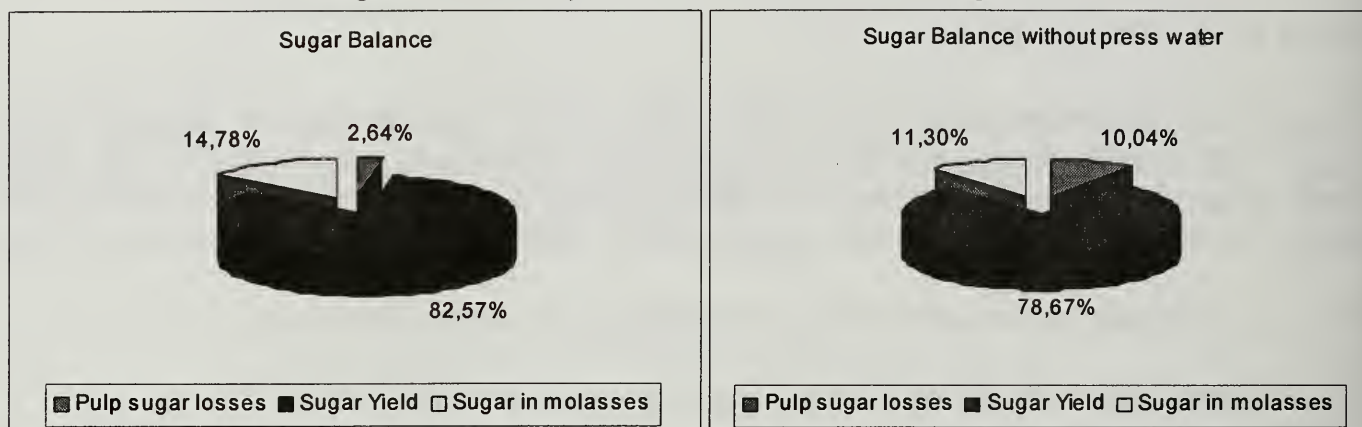 Sugar Balance
14,78%
2,64%
82,57%
Pulp sugar losses Sugar Yield Sugar in molasses
Sugar Balance without press water
11,30%
10,04%
78,67%
Pulp sugar losses Sugar Yield Sugar in molasses